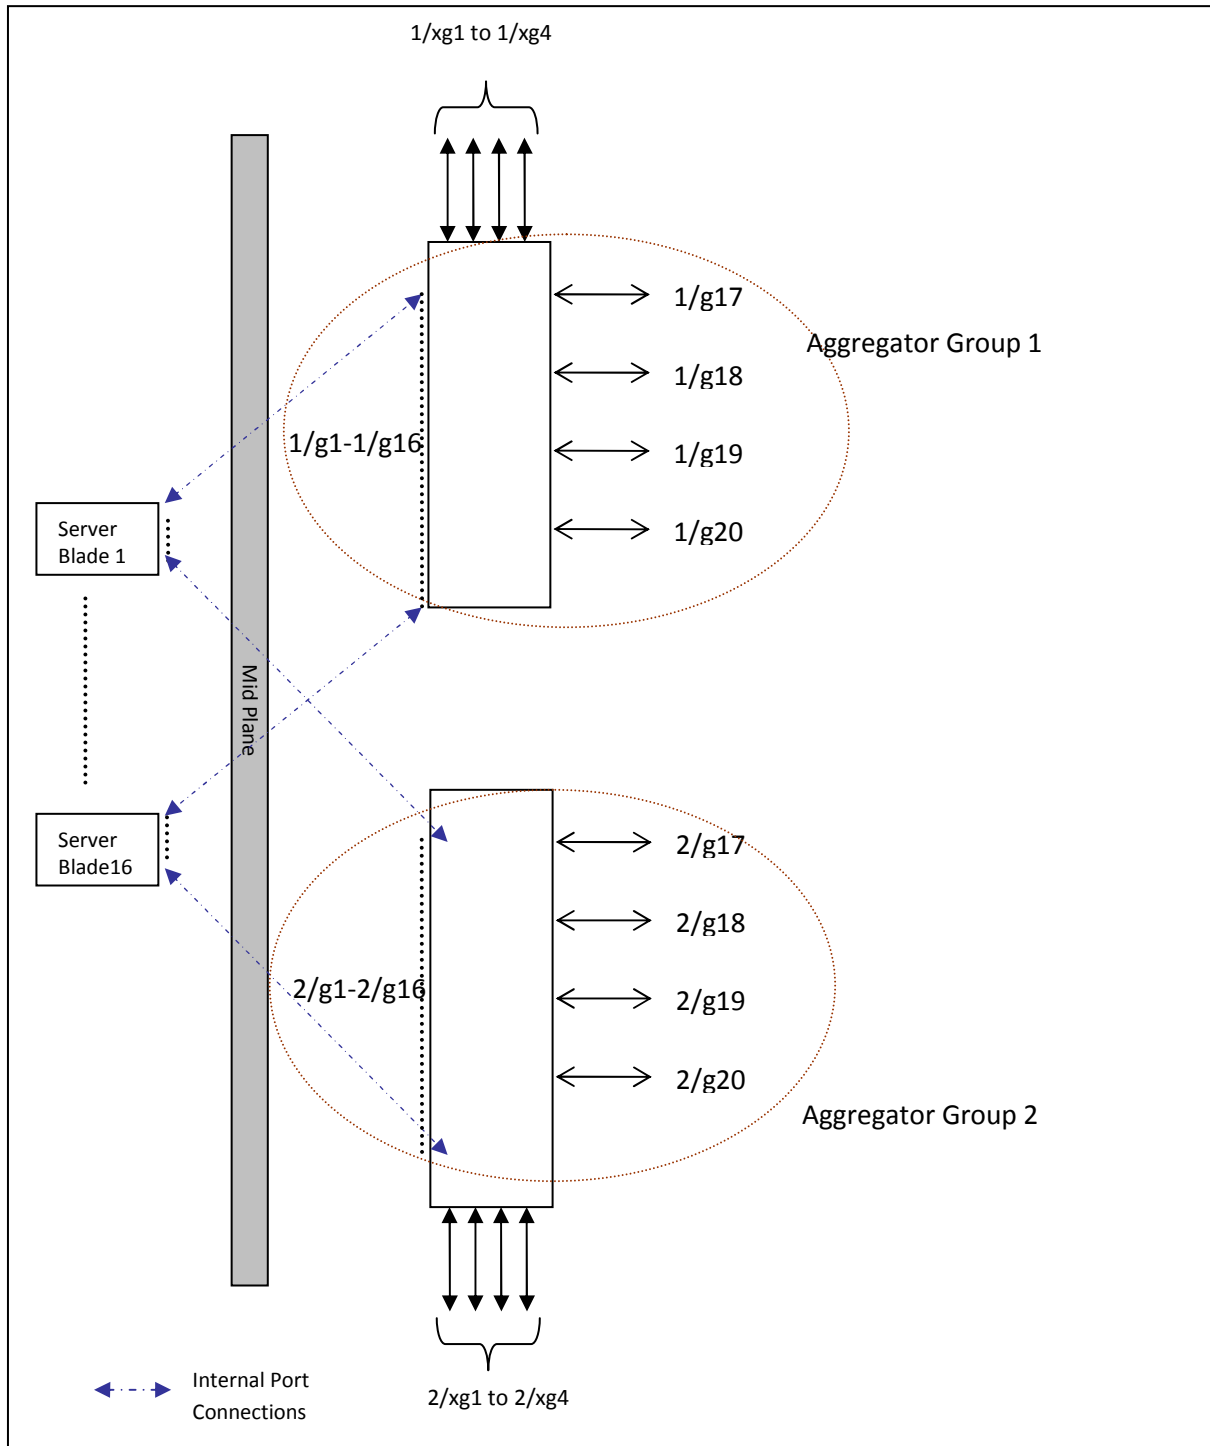 1/xg1 to 1/xg4
1/g17
Aggregator Group 1
1/g18
1/g1-1/g16
1/g19
1/g20
Server
Blade 1
Mid Plane
Server
Blade16
2/g17
2/g18
2/g1-2/g16
2/g19
2/g20
Aggregator Group 2
Internal Port
Connections
2/xg1 to 2/xg4